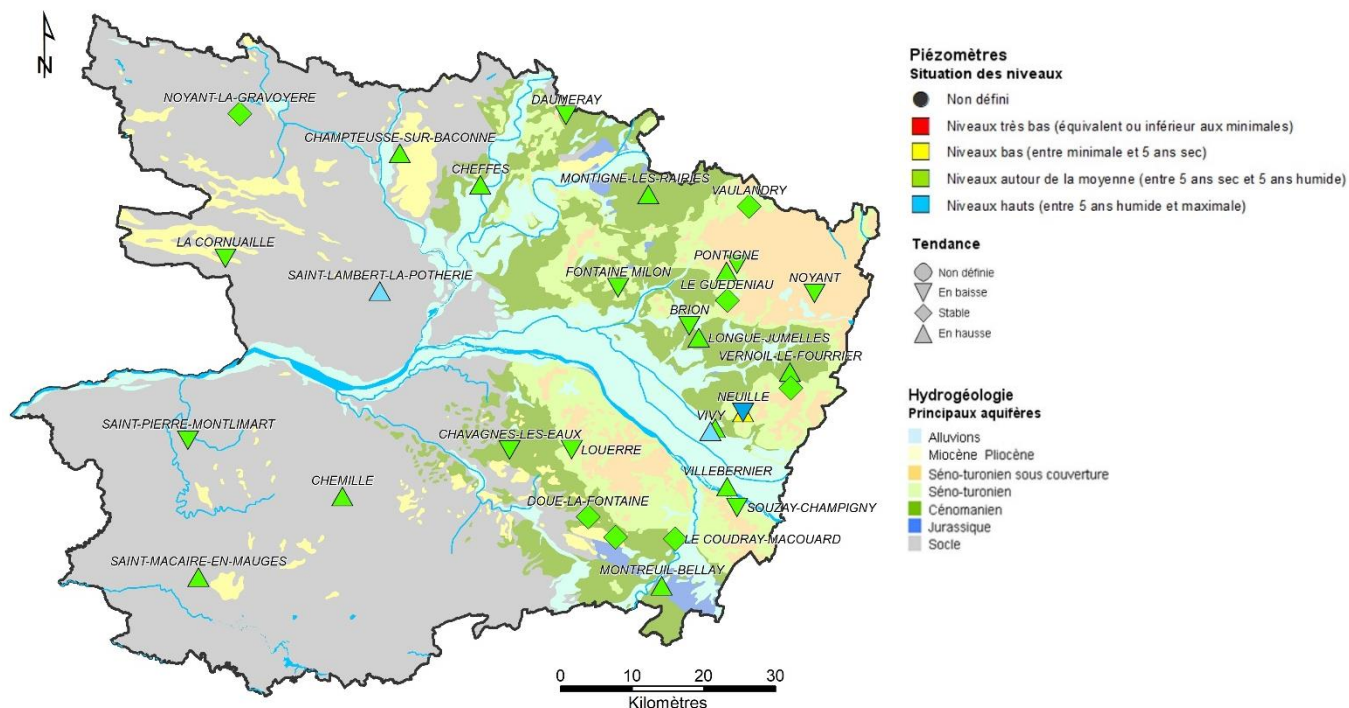 N
NOYANT-LA-GRAVOYERE
DAUMERAY
CHAMPTEUSSE-SUR-BACONNE
CHEFFES
MONTIGNE-LES-RAIRIES
VAULANDRY
LA CORNUAILLE
SAINT-LAMBERT-LA-POTHERIE
FONTAINE MILON
PONTIGNE
LE GUEDENIAU
NOYANT
BRION
LONGUE-JUMELLES
VERNOIL-LE-FOURRIER
NEUILLE
VIVY
SAINT-PIERRE-MONTLIMART
CHAVAGNES-LES-EAUX
LOUERRE
VILLEBERNIER
CHEMILLE
DOUE-LA-FONTAINE
SOUZAY-CHAMPIGNY
LE COUDRAY-MACOUARD
SAINT-MACAIRE-EN-MAUGES
MONTREUIL-BELLAY
0 10 20 30
Kilomètres
Piézomètres
Situation des niveaux
Non défini
Niveaux très bas (équivalent ou inférieur aux minimales)
Niveaux bas (entre minimale et 5 ans sec)
Niveaux autour de la moyenne (entre 5 ans sec et 5 ans humide)
Niveaux hauts (entre 5 ans humide et maximale)
Tendance
Non définie
En baisse
Stable
En hausse
Hydrogéologie
Principaux aquifères
Alluvions
Miocène Pliocène
Séno-turonien sous couverture
Séno-turonien
Cénomanien
Jurassique
Socle